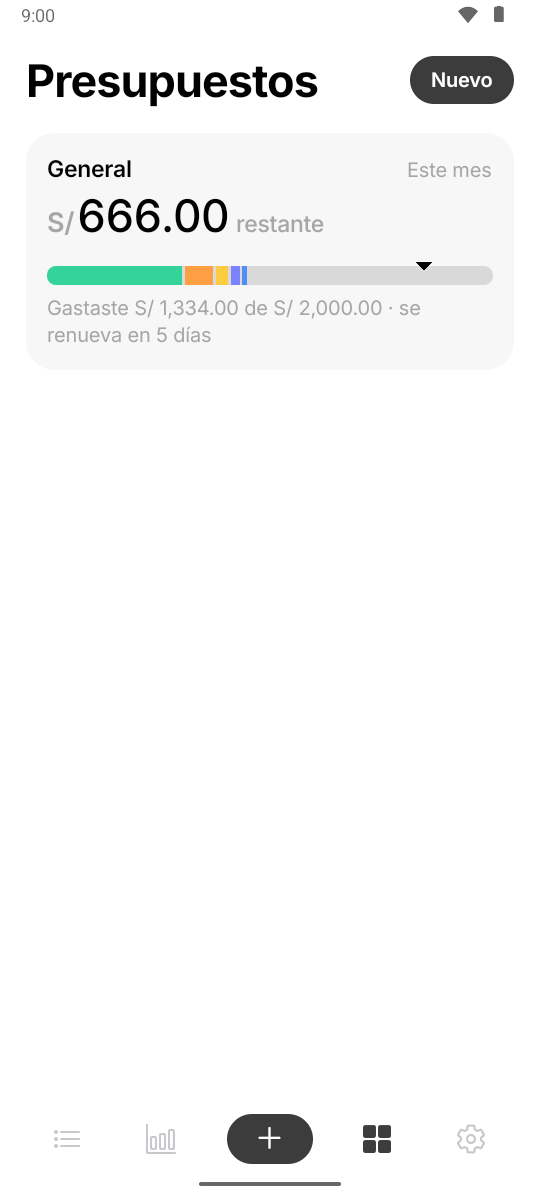 9:00
Presupuestos
Nuevo
General
Este mes
S/ 666.00 restante
Gastaste S/ 1,334.00 de S/ 2,000.00 · se
renueva en 5 días